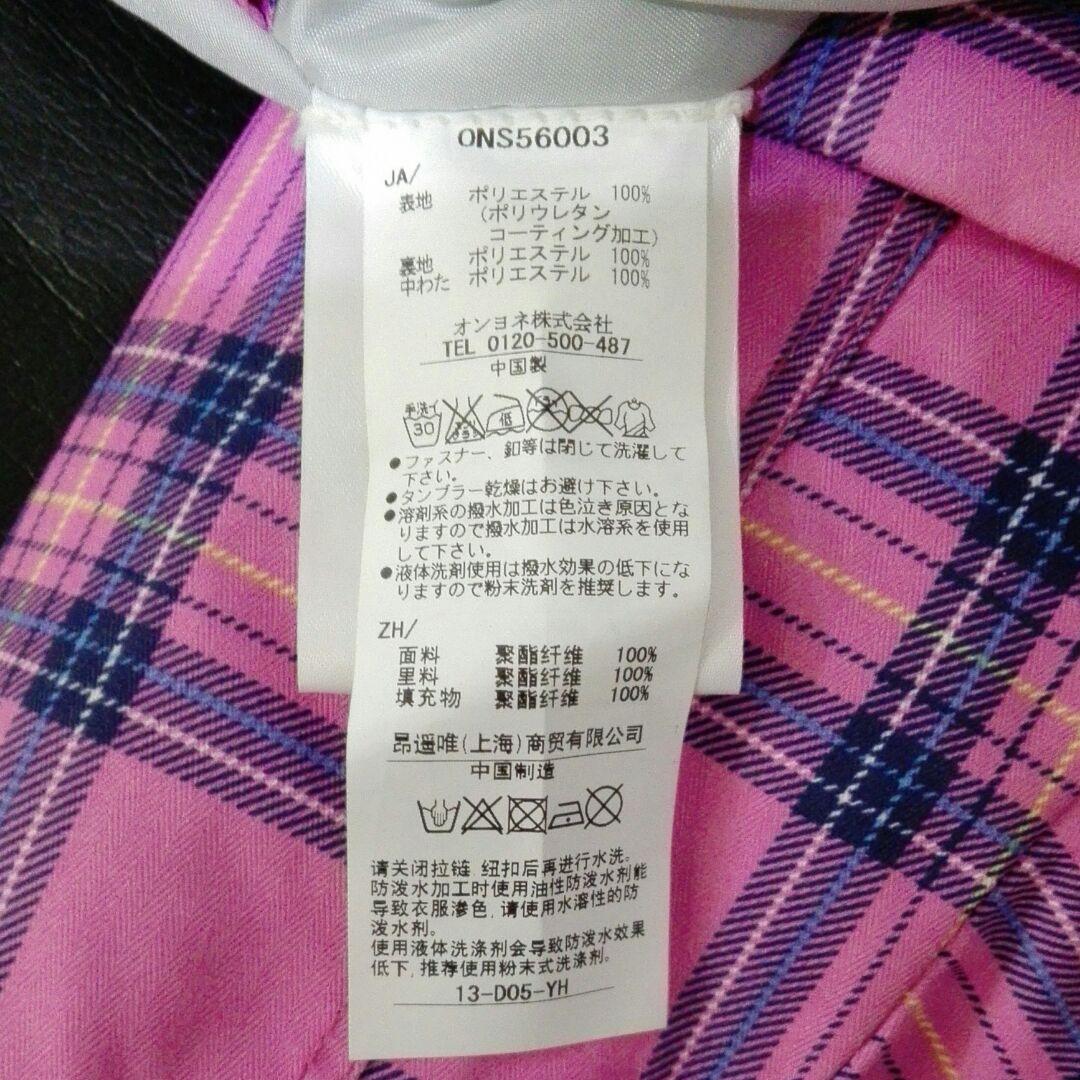 ONS56003
JA/
表地 ポリエステル 100%
(ポリウレタン
コーティング加工)
裏地 ポリエステル 100%
中わた ポリエステル 100%
オンヨネ株式会社
TEL 0120-500-487
中国製
手洗イ
30
低
●ファスナー、釦等は閉じて洗濯して
下さい。
●タンブラー乾燥はお避け下さい。
●溶剤系の撥水加工は色泣き原因とな
りますので撥水加工は水溶系を使用
して下さい。
●液体洗剤使用は撥水効果の低下にな
りますので粉末洗剤を推奨します。
ZH/
面料 聚酯纤维 100%
里料 聚酯纤维 100%
填充物 聚酯纤维 100%
昂遥唯(上海)商贸有限公司
中国制造
请关闭拉链 纽扣后再进行水洗。
防泼水加工时使用油性防泼水剂能
导致衣服渗色,请使用水溶性的防
泼水剂。
使用液体洗涤剂会导致防泼水效果
低下,推荐使用粉末式洗涤剂。
13-D05-YH